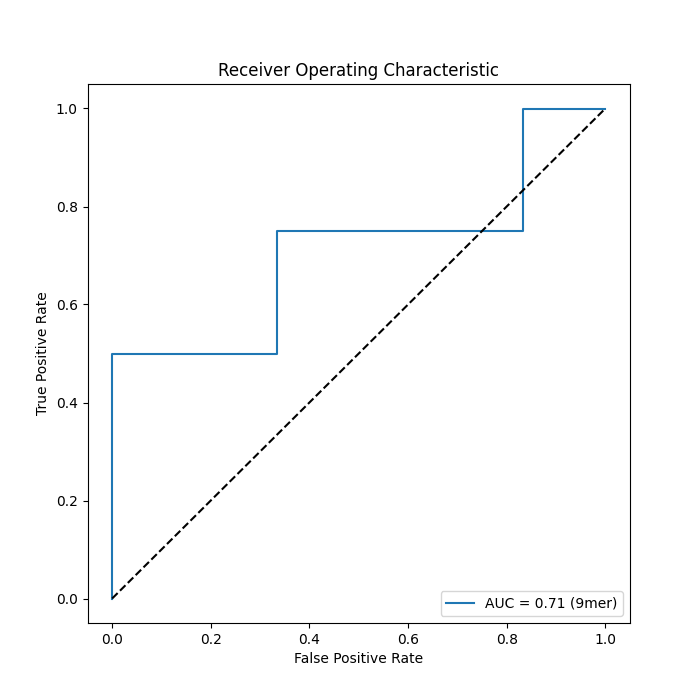 Receiver Operating Characteristic
1.0
0.8
0.6
0.4
0.2
0.0
True Positive Rate
0.0 0.2 0.4 0.6 0.8 1.0
False Positive Rate
AUC = 0.71 (9mer)